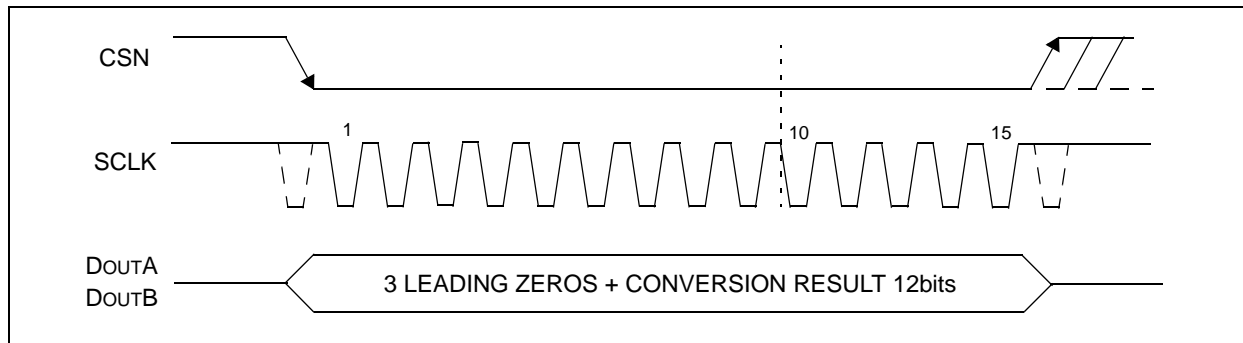 CSN
1
10
15
SCLK
DOUTA
DOUTB
3 LEADING ZEROS + CONVERSION RESULT 12bits